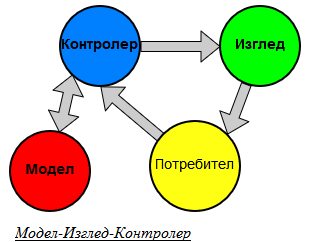 Контролер
Изглед
Модел
Потребител
Модел-Изглед-Контролер